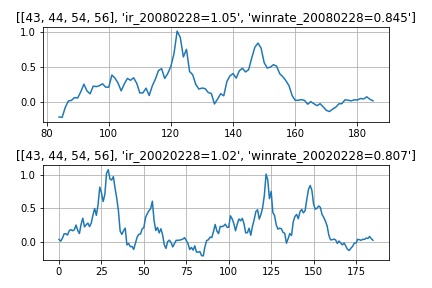 [[43, 44, 54, 56], 'ir_20080228=1.05', 'winrate_20080228=0.845']
1.0
0.5
0.0
80 100 120 140 160 180
[[43, 44, 54, 56], 'ir_20020228=1.02', 'winrate_20020228=0.807']
1.0
0.5
0.0
0 25 50 75 100 125 150 175